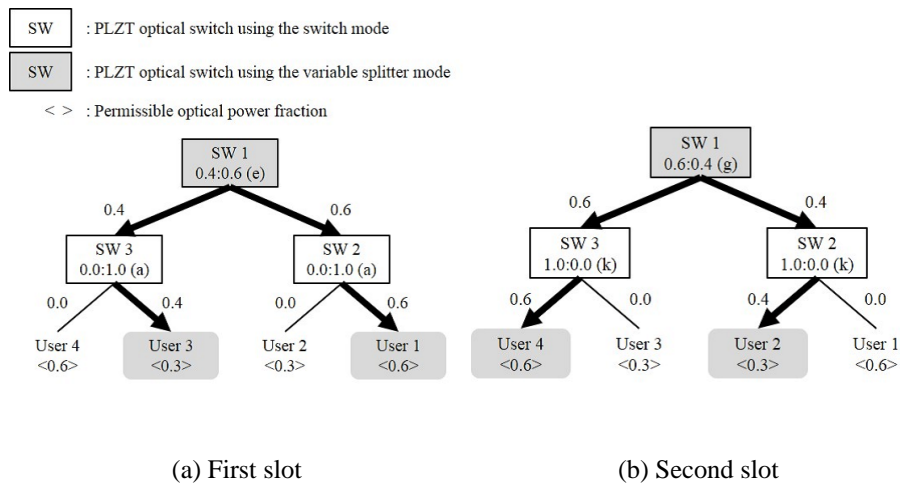 SW : PLZT optical switch using the switch mode
SW : PLZT optical switch using the variable splitter mode
< > : Permissible optical power fraction
SW 1
0.4:0.6 (e)
0.4 0.6
SW 3 SW 2
0.0:1.0 (a) 0.0:1.0 (a)
0.0 0.4 0.0 0.6
User 4 User 3 User 2 User 1
<0.6> <0.3> <0.3> <0.6>
(a) First slot
SW 1
0.6:0.4 (g)
0.6 0.4
SW 3 SW 2
1.0:0.0 (k) 1.0:0.0 (k)
0.6 0.0 0.4 0.0
User 4 User 3 User 2 User 1
<0.6> <0.3> <0.3> <0.6>
(b) Second slot